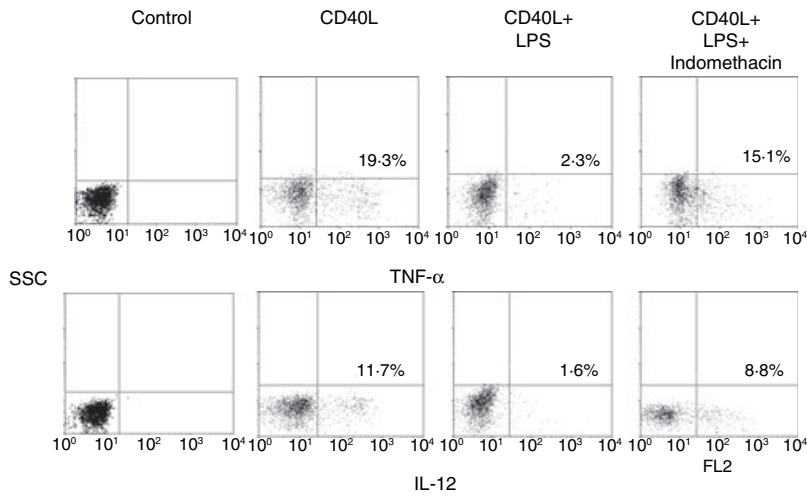 Control CD40L CD40L+ CD40L+
LPS LPS+
Indomethacin
19·3% 2·3% 15·1%
10⁰ 10¹ 10² 10³ 10⁴ 10⁰ 10¹ 10² 10³ 10⁴ 10⁰ 10¹ 10² 10³ 10⁴ 10⁰ 10¹ 10² 10³ 10⁴
SSC TNF-α
11·7% 1·6% 8·8%
10⁰ 10¹ 10² 10³ 10⁴ 10⁰ 10¹ 10² 10³ 10⁴ 10⁰ 10¹ 10² 10³ 10⁴ 10⁰ 10¹ 10² 10³ 10⁴
FL2
IL-12